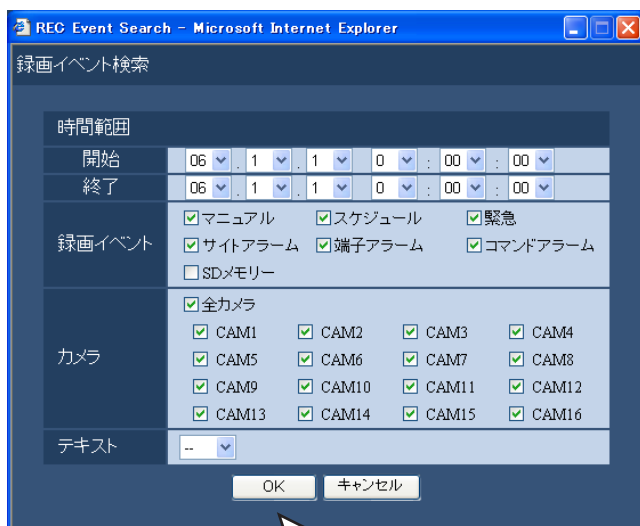 REC Event Search - Microsoft Internet Explorer
録画イベント検索
時間範囲
開始 06 . 1 . 1 0 : 00 : 00
終了 06 . 1 . 1 0 : 00 : 00
録画イベント
マニュアル スケジュール 緊急
サイトアラーム 端子アラーム コマンドアラーム
SDメモリー
カメラ
全カメラ
CAM1 CAM2 CAM3 CAM4
CAM5 CAM6 CAM7 CAM8
CAM9 CAM10 CAM11 CAM12
CAM13 CAM14 CAM15 CAM16
テキスト --
OK キャンセル